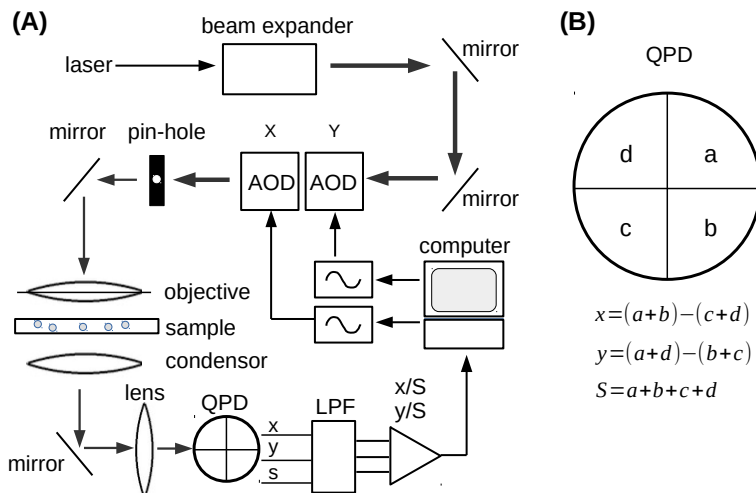 (A)
beam expander
laser
mirror
mirror
pin-hole
X
Y
AOD
AOD
mirror
computer
objective
sample
condensor
lens
QPD
LPF
x/S
y/S
x
y
s
mirror
(B)
QPD
d
a
c
b
x=(a+b)−(c+d)
y=(a+d)−(b+c)
S=a+b+c+d